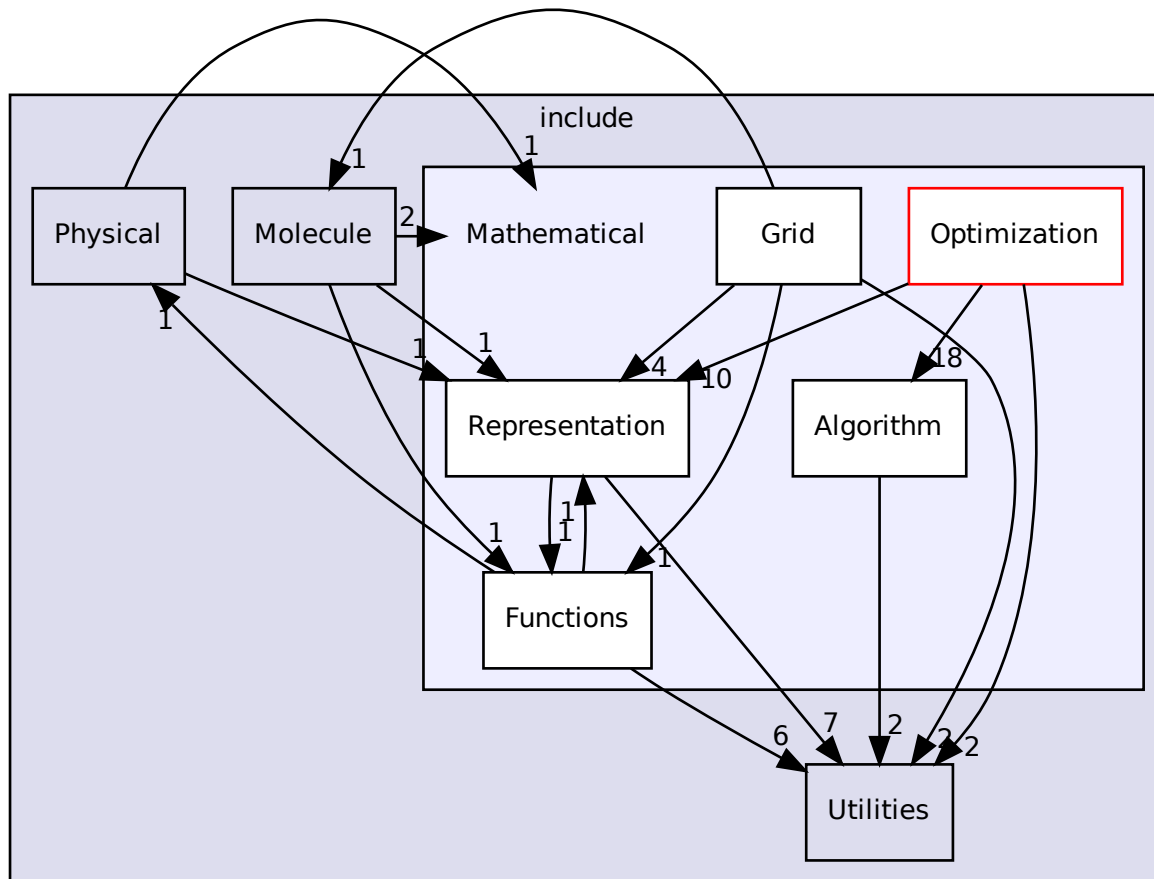 include
1
1
Physical
Molecule
2
Mathematical
Grid
Optimization
1
1
1
4
10
18
Representation
Algorithm
1
1
1
1
Functions
6
7
2
2
2
Utilities